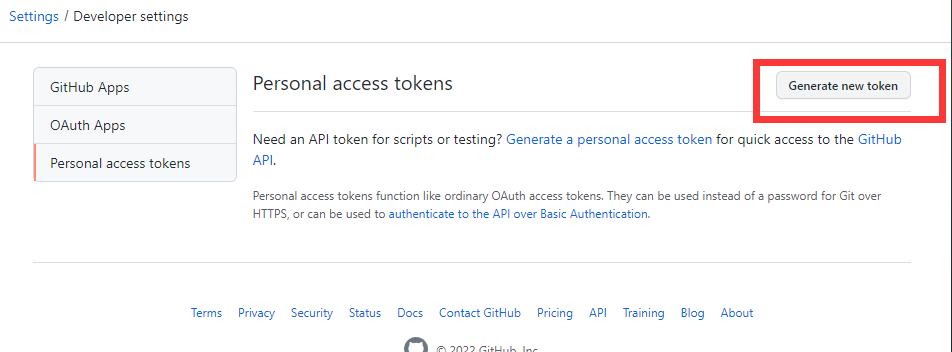 Settings / Developer settings
GitHub Apps
OAuth Apps
Personal access tokens
Personal access tokens
Generate new token
Need an API token for scripts or testing? Generate a personal access token for quick access to the GitHub
API.
Personal access tokens function like ordinary OAuth access tokens. They can be used instead of a password for Git over
HTTPS, or can be used to authenticate to the API over Basic Authentication.
Terms Privacy Security Status Docs Contact GitHub Pricing API Training Blog About
© 2022 GitHub, Inc.